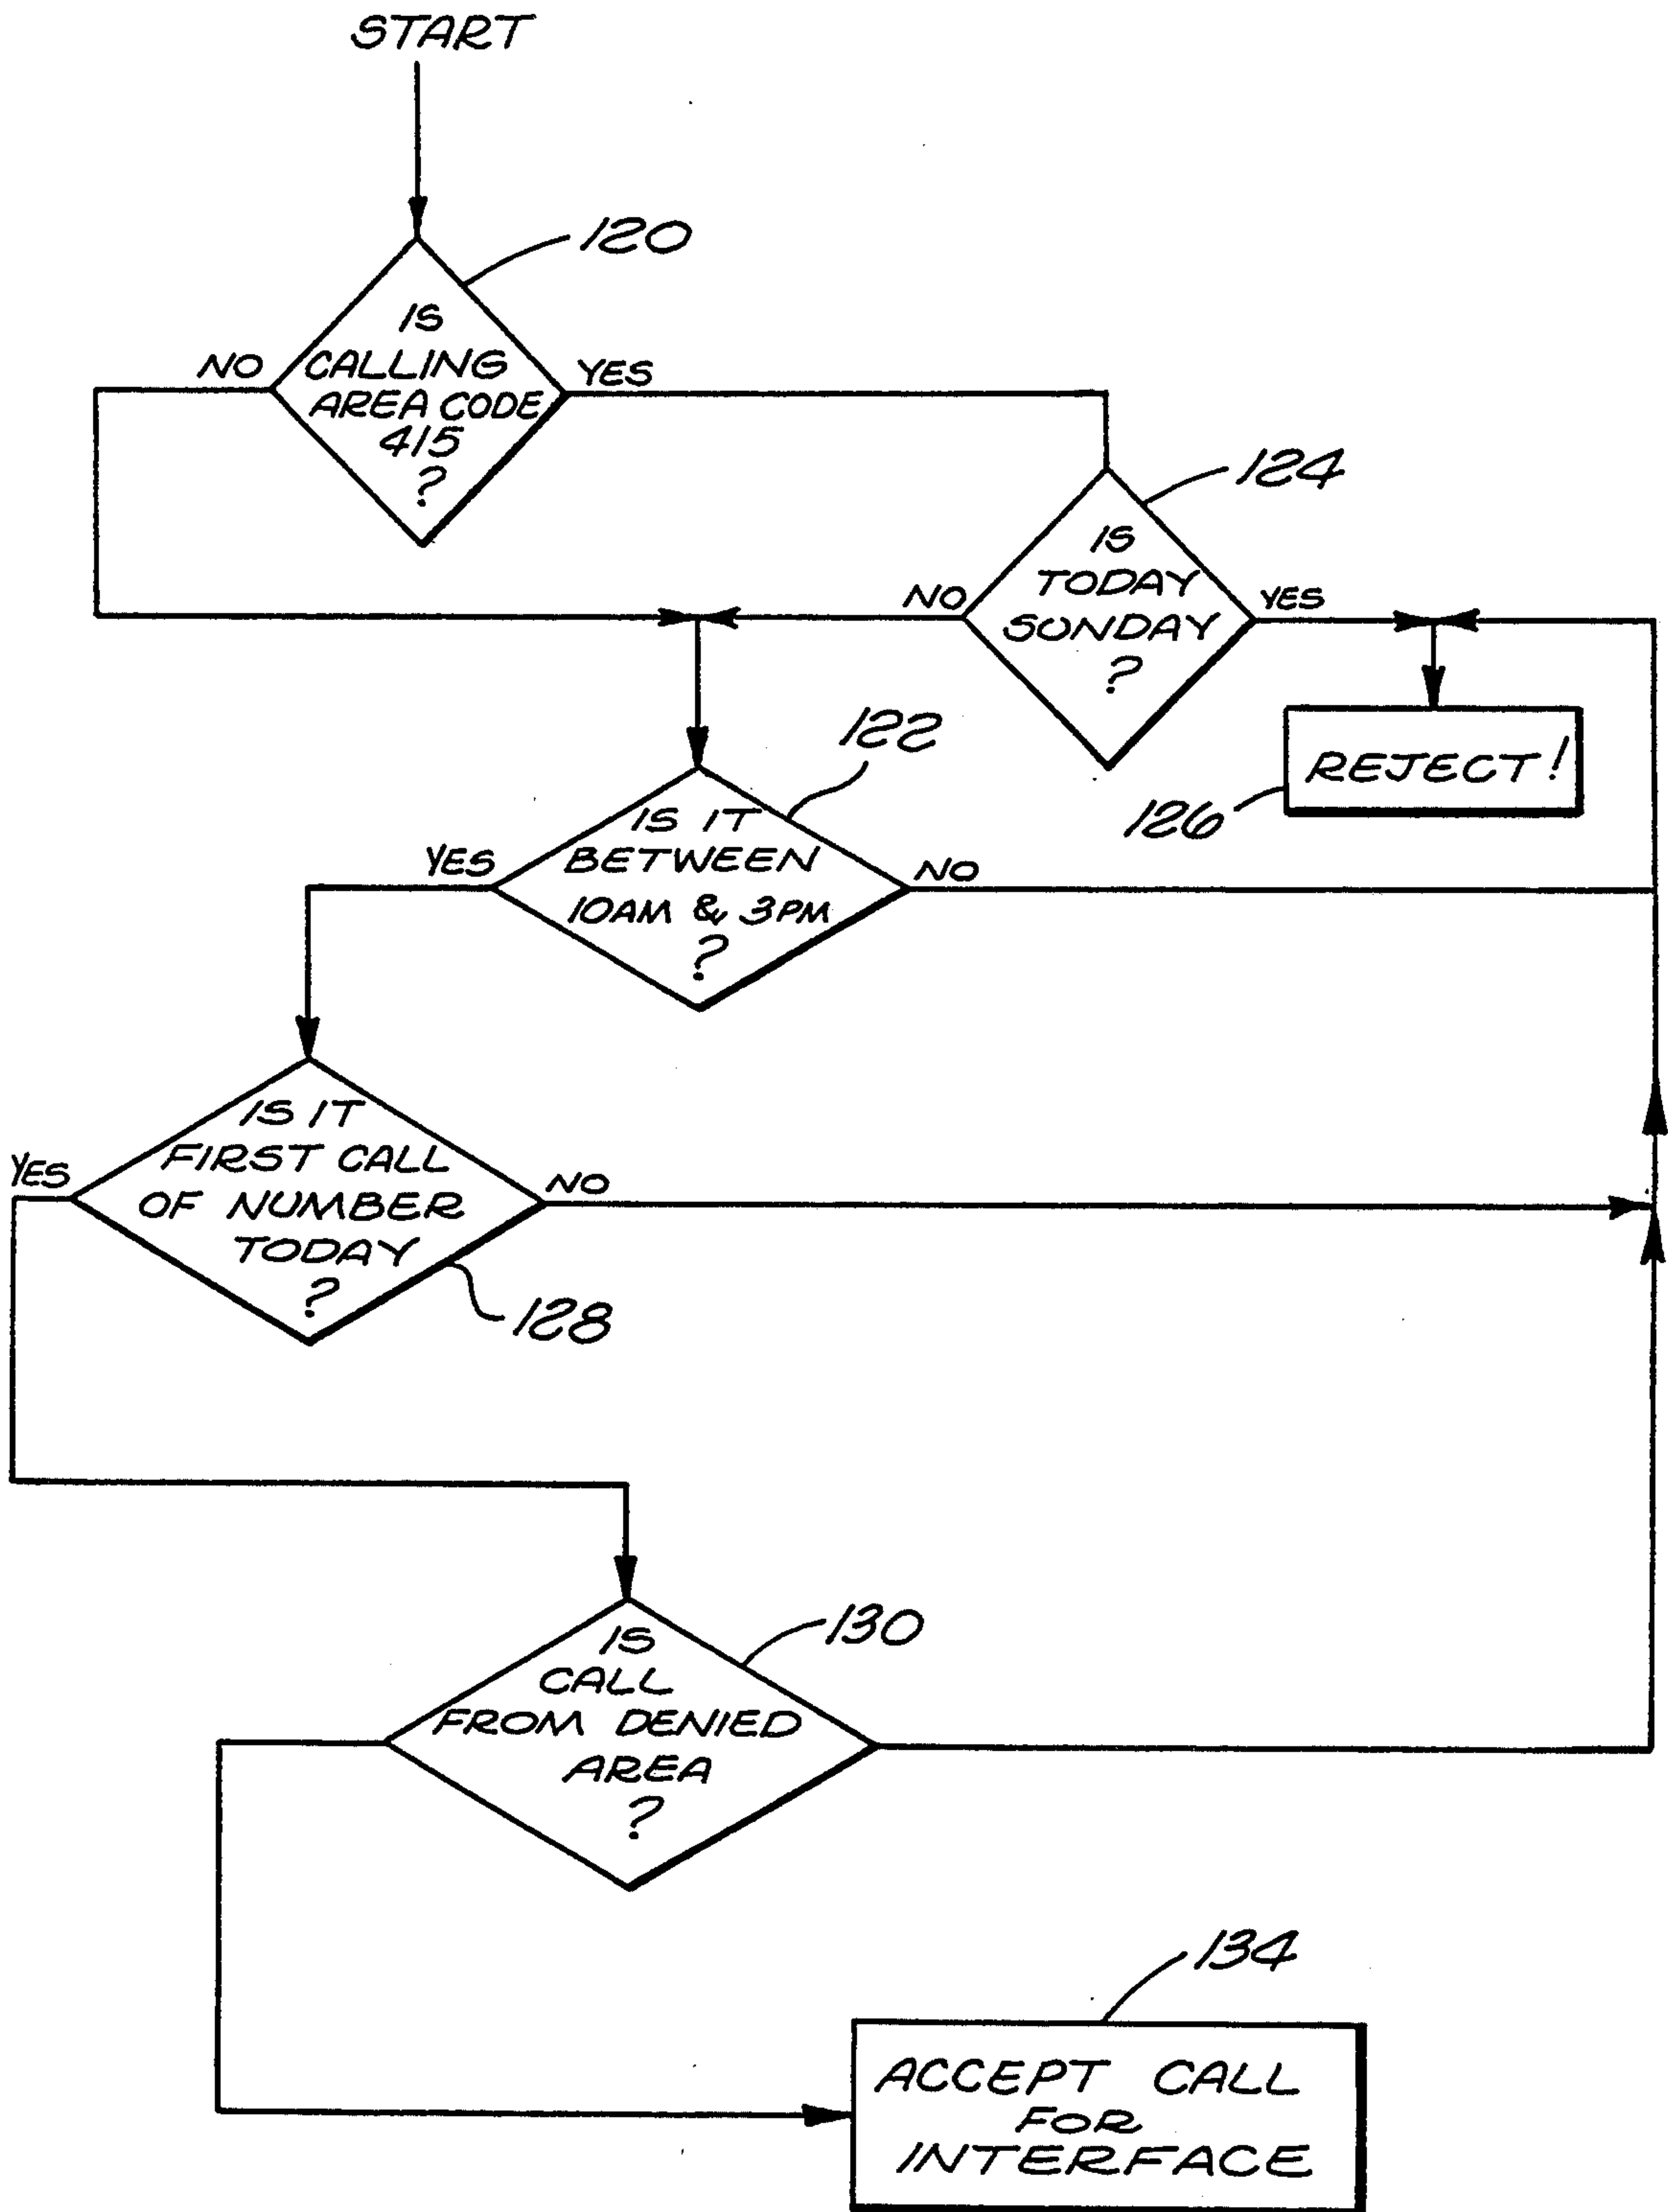 START
120
IS
CALLING
AREA CODE
415
?
NO
YES
124
IS
TODAY
SUNDAY
?
NO
YES
REJECT!
126
122
IS IT
BETWEEN
10AM & 3PM
?
YES
NO
IS IT
FIRST CALL
OF NUMBER
TODAY
?
YES
NO
128
130
IS
CALL
FROM DENIED
AREA
?
134
ACCEPT CALL
FOR
INTERFACE